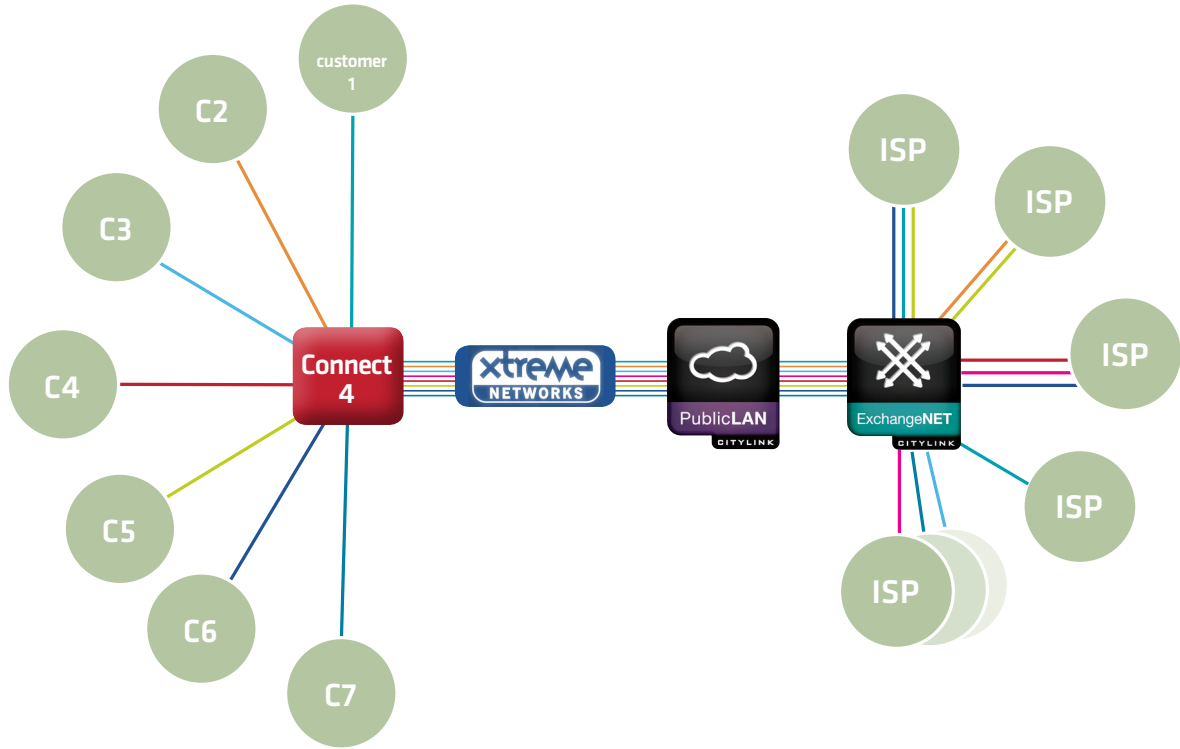 customer
1
C2
C3
C4
C5
C6
C7
Connect
4
xtreme
NETWORKS
PublicLAN
CITYLINK
ExchangeNET
CITYLINK
ISP
ISP
ISP
ISP
ISP